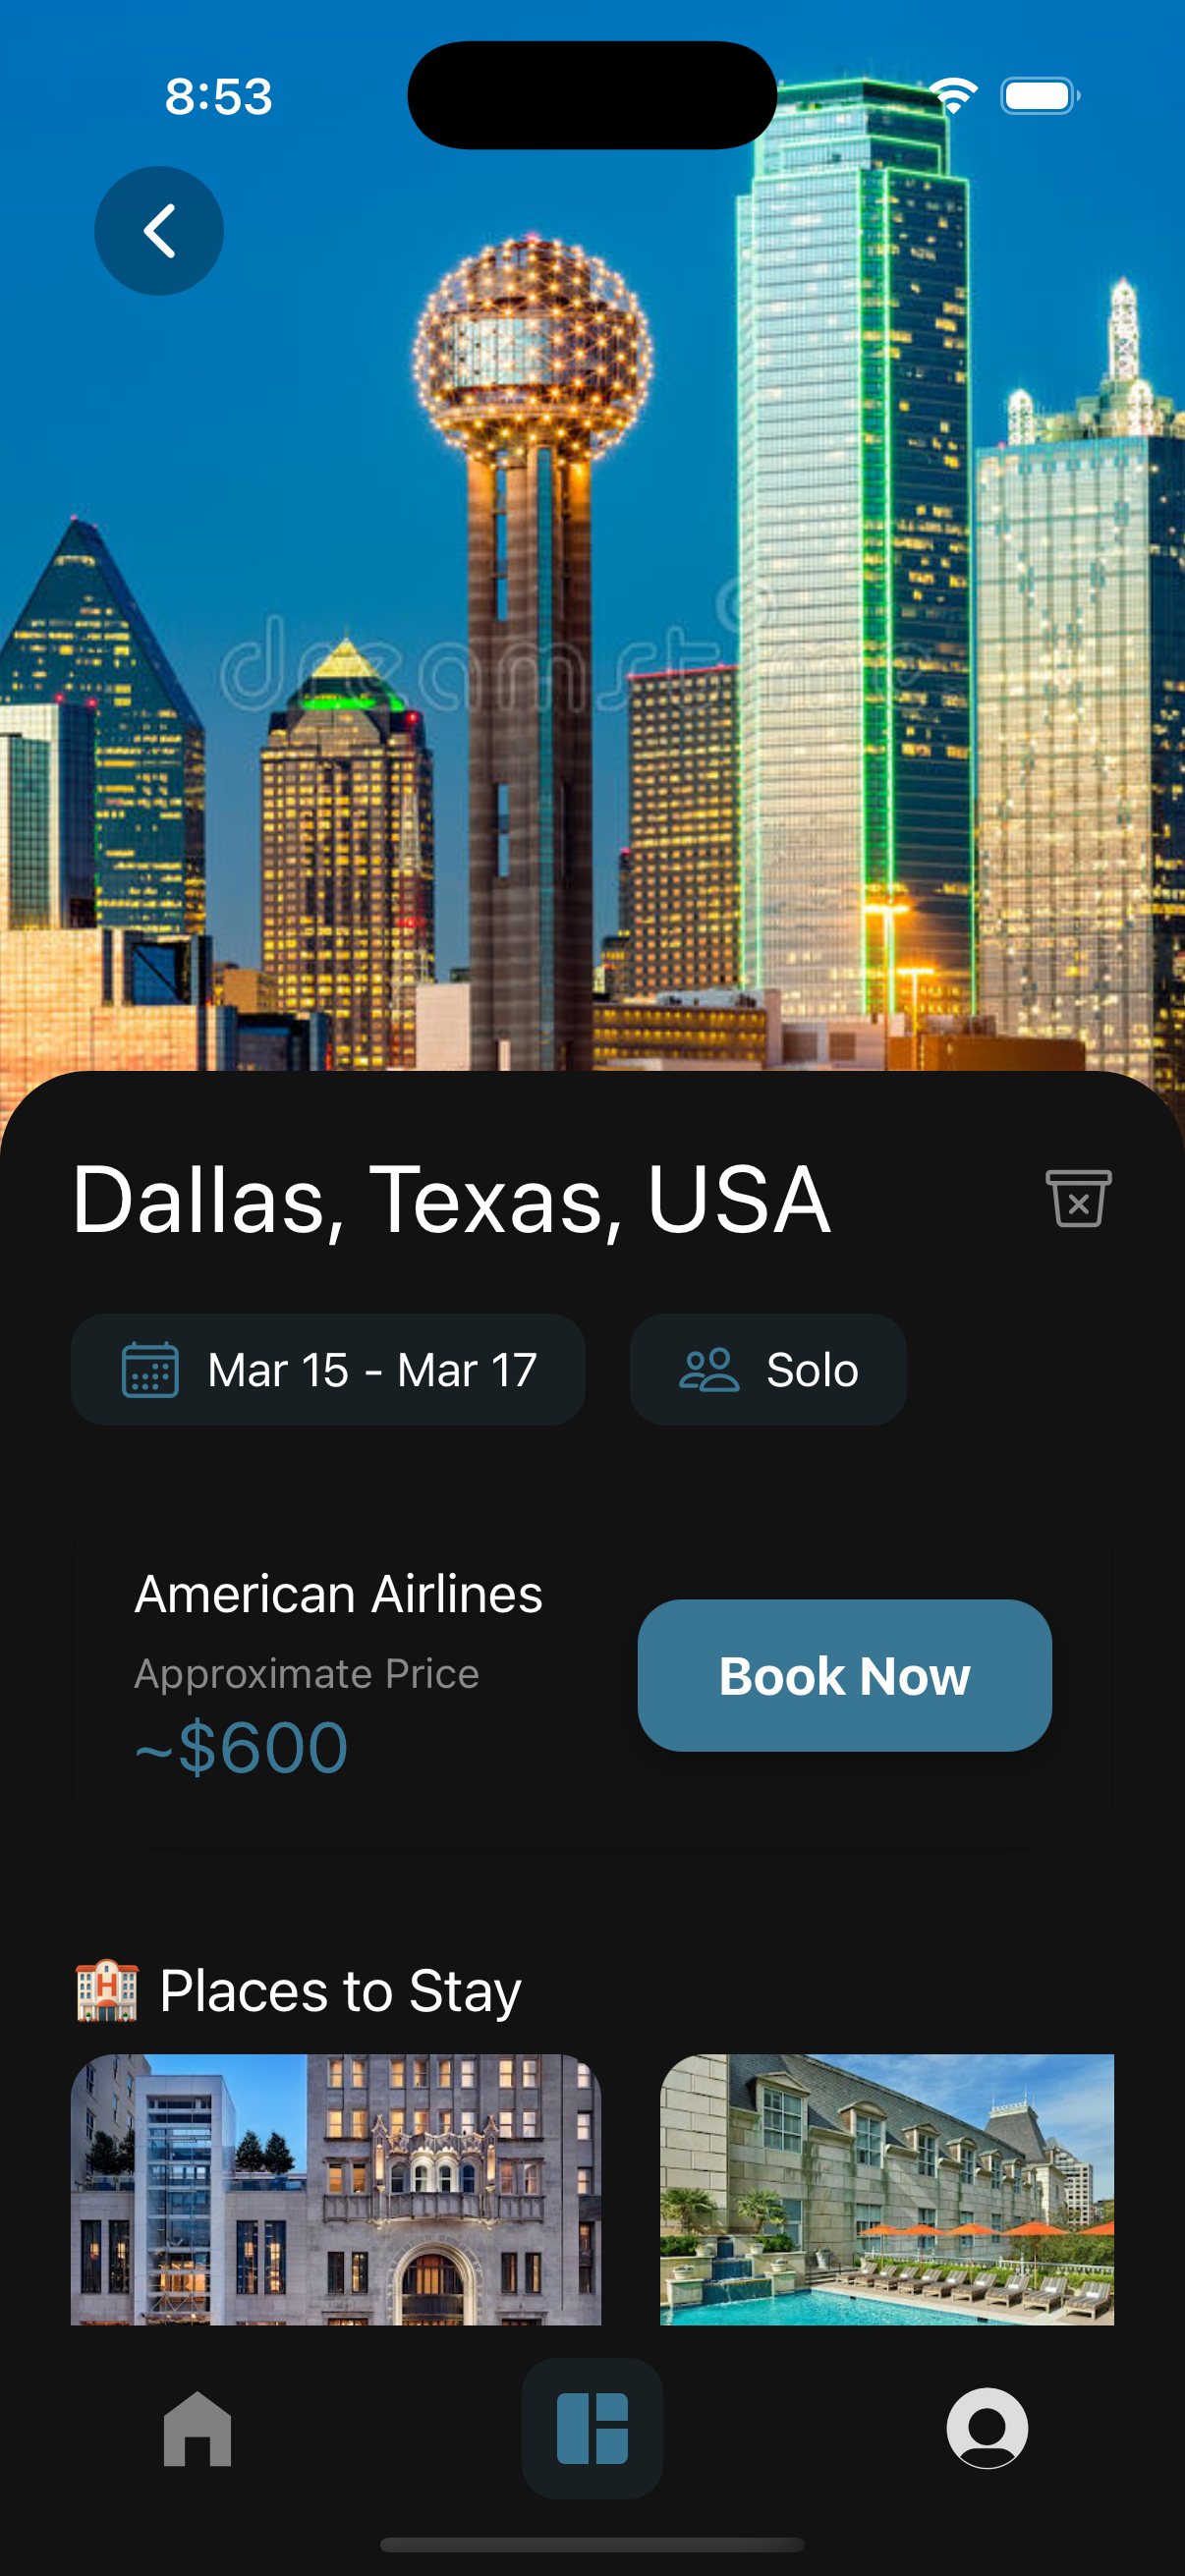 8:53
dreamstime
Dallas, Texas, USA
Mar 15 - Mar 17
Solo
American Airlines
Approximate Price
~$600
Book Now
🏨 Places to Stay